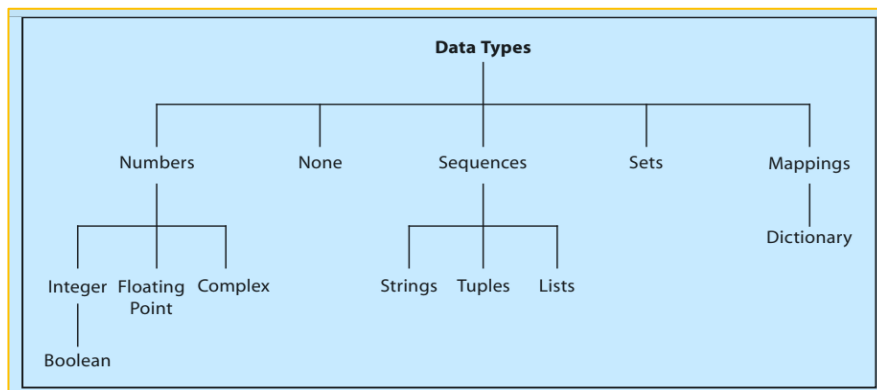 Data Types
Numbers None Sequences Sets Mappings
Dictionary
Integer Floating Point Complex Strings Tuples Lists
Boolean